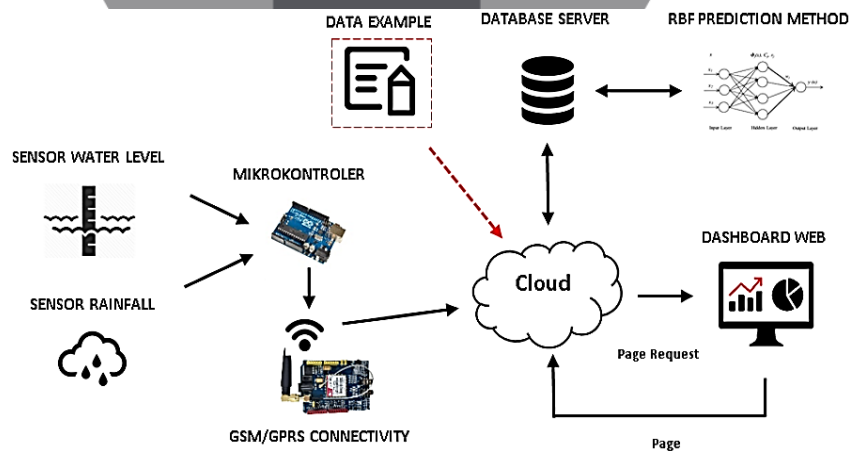 DATA EXAMPLE
DATABASE SERVER
RBF PREDICTION METHOD
Input Layer
Hidden Layer
Output Layer
SENSOR WATER LEVEL
MIKROKONTROLER
DASHBOARD WEB
Cloud
SENSOR RAINFALL
Page Request
GSM/GPRS CONNECTIVITY
Page